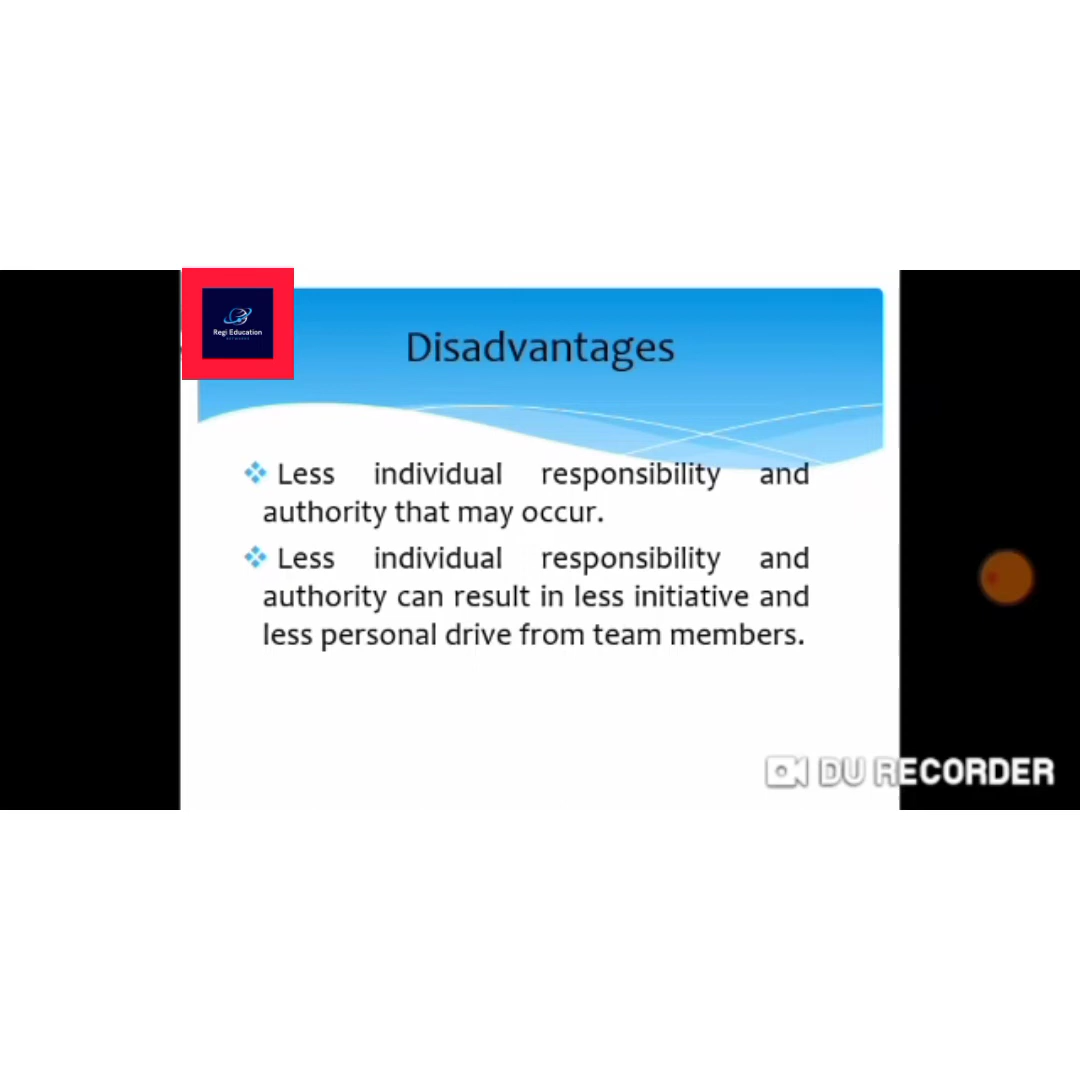 Regi Education
NETWORKS
Disadvantages
Less individual responsibility and
authority that may occur.
Less individual responsibility and
authority can result in less initiative and
less personal drive from team members.
DU RECORDER